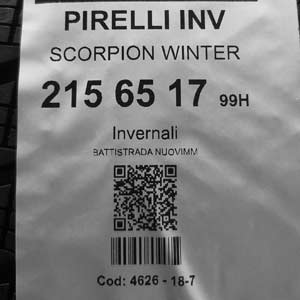 PIRELLI INV
SCORPION WINTER
215 65 17 99H
Invernali
BATTISTRADA NUOVIMM
Cod: 4626 - 18-7